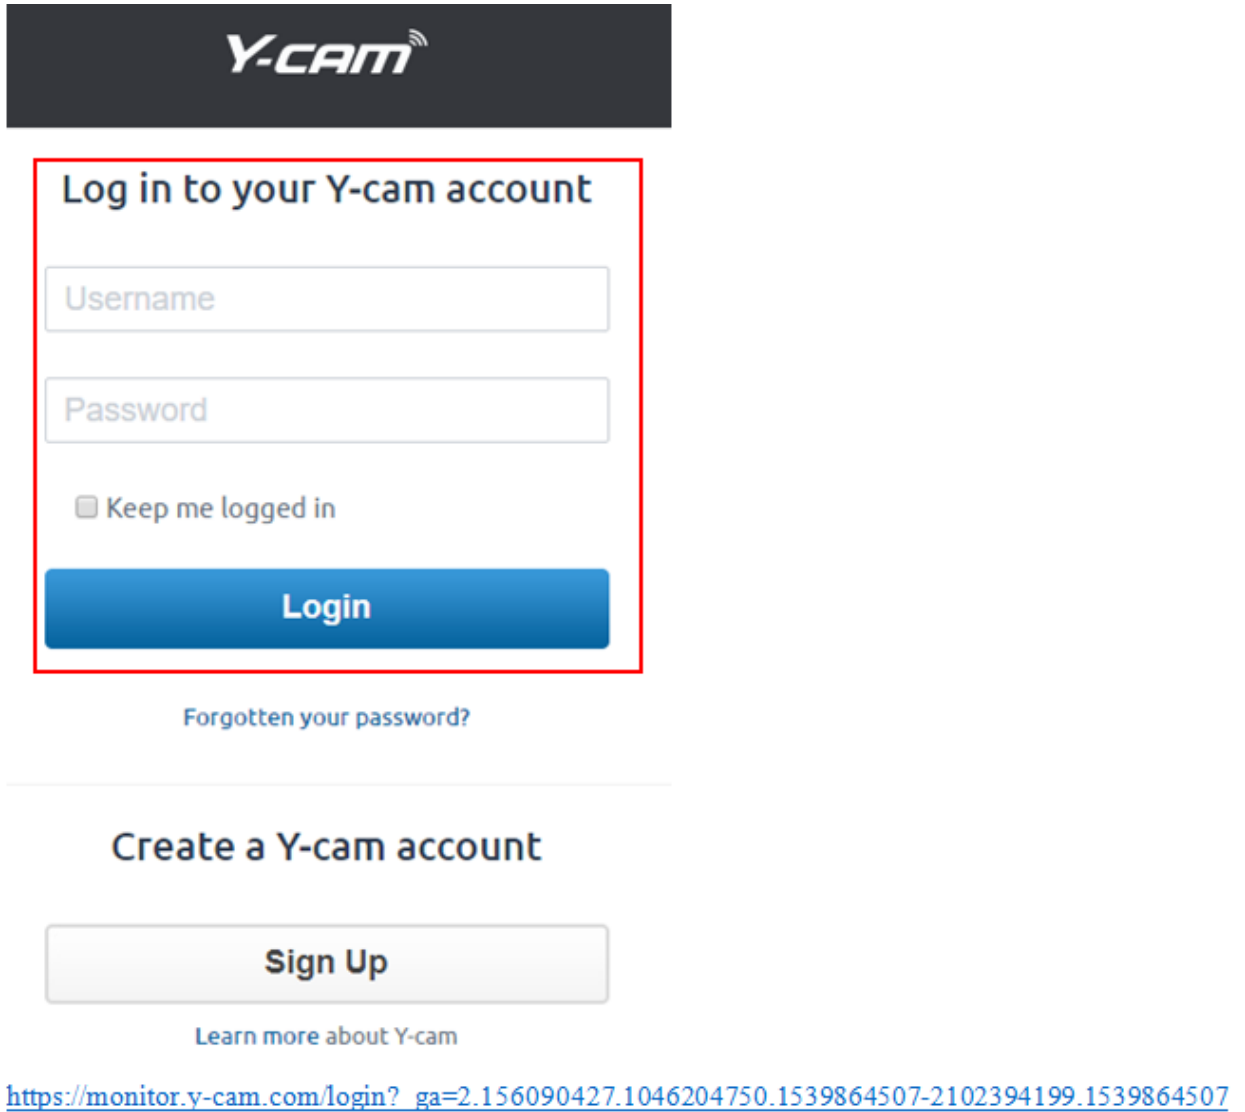 Y-cam
Log in to your Y-cam account
Username
Password
Keep me logged in
Login
Forgotten your password?
Create a Y-cam account
Sign Up
Learn more about Y-cam
https://monitor.y-cam.com/login?_ga=2.156090427.1046204750.1539864507-2102394199.1539864507